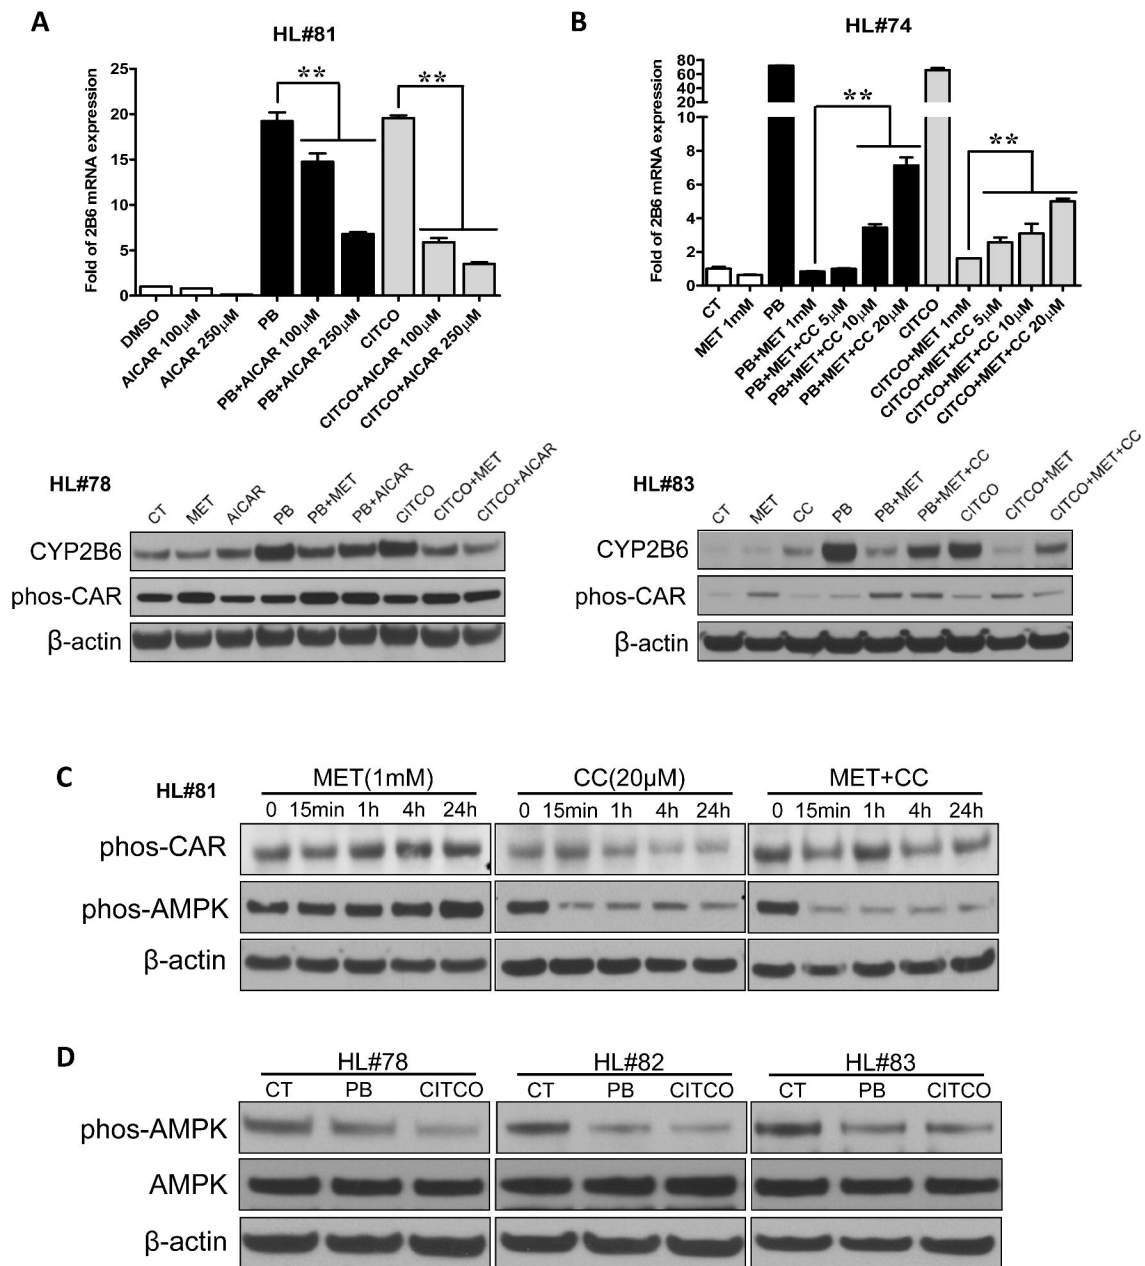 A
HL#81
Fold of 2B6 mRNA expression
25
20
15
10
5
0
**
**
DMSO
AICAR 100µM
AICAR 250µM
PB
PB+AICAR 100µM
PB+AICAR 250µM
CITCO
CITCO+AICAR 100µM
CITCO+AICAR 250µM
B
HL#74
Fold of 2B6 mRNA expression
80
60
40
20
10
8
6
4
2
0
**
**
CT
MET 1mM
PB
PB+MET 1mM
PB+MET+CC 5µM
PB+MET+CC 10µM
PB+MET+CC 20µM
CITCO
CITCO+MET 1mM
CITCO+MET+CC 5µM
CITCO+MET+CC 10µM
CITCO+MET+CC 20µM
HL#78
CT
MET
AICAR
PB
PB+MET
PB+AICAR
CITCO
CITCO+MET
CITCO+AICAR
CYP2B6
phos-CAR
β-actin
HL#83
CT
MET
CC
PB
PB+MET
PB+MET+CC
CITCO
CITCO+MET
CITCO+MET+CC
CYP2B6
phos-CAR
β-actin
C
HL#81
MET(1mM) CC(20µM) MET+CC
0 15min 1h 4h 24h 0 15min 1h 4h 24h 0 15min 1h 4h 24h
phos-CAR
phos-AMPK
β-actin
D
HL#78 HL#82 HL#83
CT PB CITCO CT PB CITCO CT PB CITCO
phos-AMPK
AMPK
β-actin